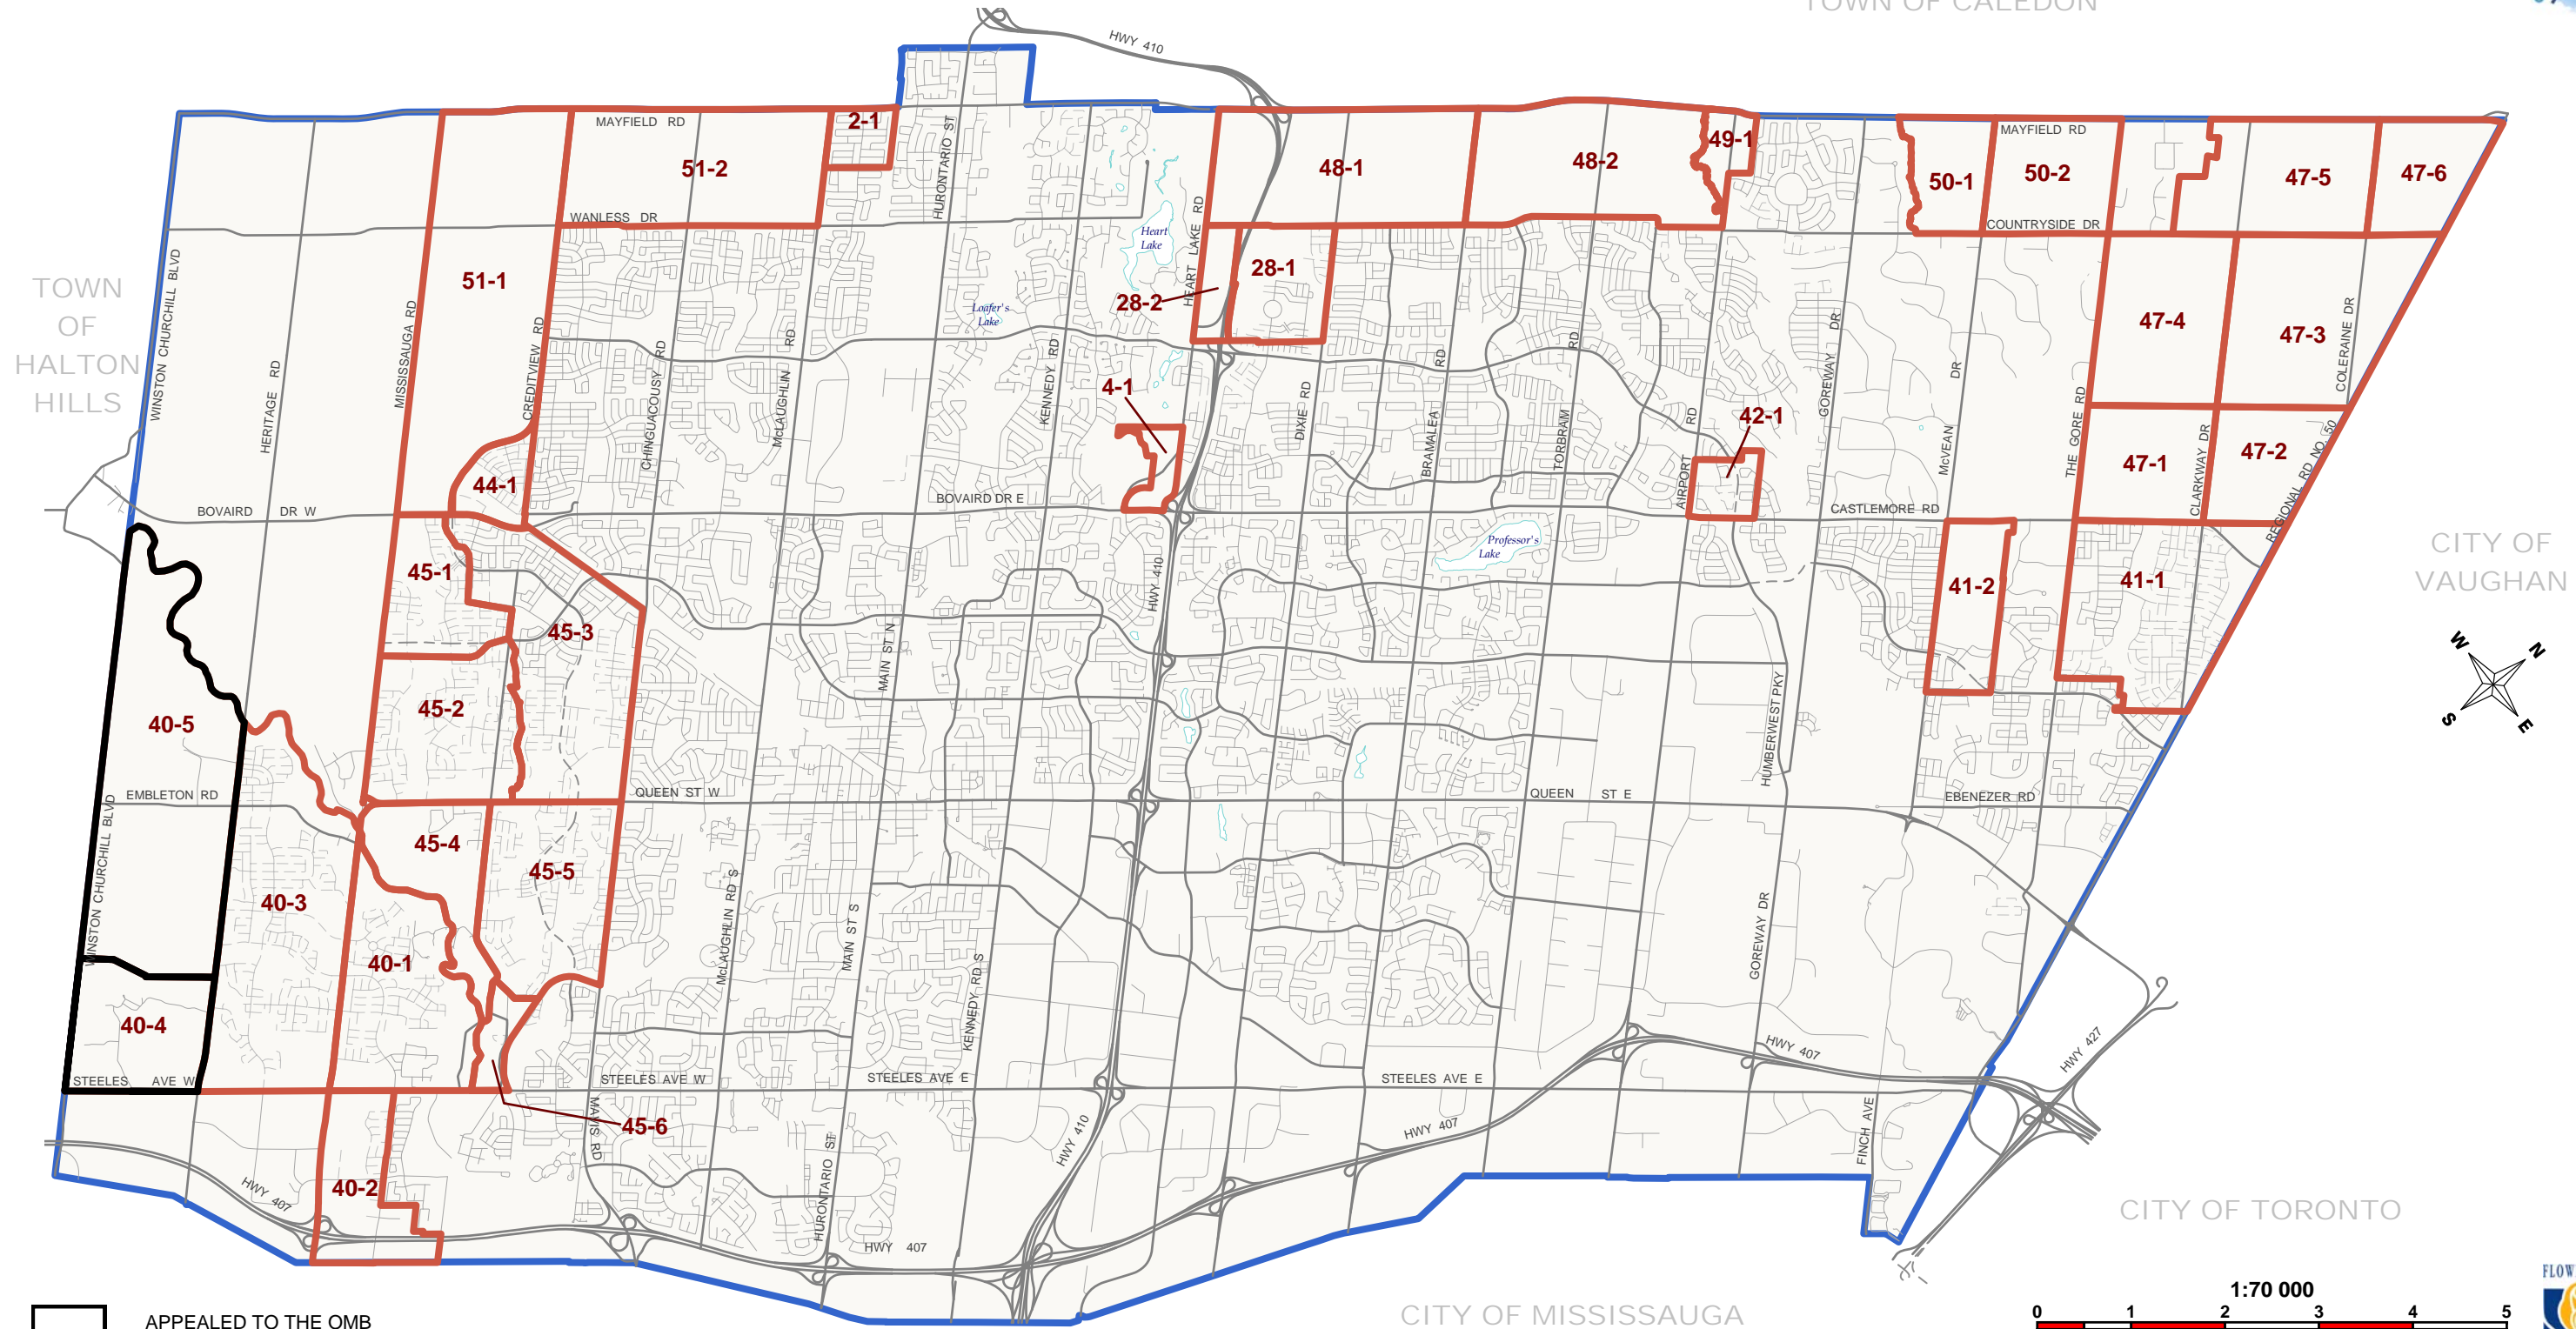 TOWN OF CALEDON
HWY 410
MAYFIELD RD
2-1
51-2
HURONTARIO ST
48-1
48-2
49-1
50-1
MAYFIELD RD
50-2
47-5
47-6
WANLESS DR
COUNTRYSIDE DR
Heart
Lake
HEART LAKE RD
28-1
28-2
51-1
TOWN
OF
HALTON
HILLS
WINSTON CHURCHILL BLVD
HERITAGE RD
MISSISSAUGA RD
CREDITVIEW RD
CHINGUACOUSY RD
McLAUGHLIN RD
Loafer's
Lake
KENNEDY RD
4-1
DIXIE RD
BRAMALEA RD
TORBRAM RD
AIRPORT RD
42-1
GOREWAY DR
McVEAN DR
THE GORE RD
47-4
47-3
COLERAINE DR
47-1
47-2
CLARKWAY DR
REGIONAL RD NO. 50
44-1
BOVAIRD DR W
BOVAIRD DR E
CASTLEMORE RD
Professor's
Lake
CITY OF
VAUGHAN
HWY 410
45-1
45-3
41-2
41-1
W
N
S
E
MAIN ST N
45-2
40-5
HUMBERWEST PKY
EMBLETON RD
QUEEN ST W
QUEEN ST E
EBENEZER RD
WINSTON CHURCHILL BLVD
45-4
45-5
40-3
40-1
McLAUGHLIN RD S
MAIN ST S
KENNEDY RD S
GOREWAY DR
40-4
HWY 407
HWY 427
STEELES AVE W
STEELES AVE W
STEELES AVE E
STEELES AVE E
45-6
MAVIS RD
HWY 410
HWY 407
FINCH AVE
40-2
HWY 407
HURONTARIO ST
HWY 407
CITY OF TORONTO
CITY OF MISSISSAUGA
1:70 000
0 1 2 3 4 5
FLOW
APPEALED TO THE OMB